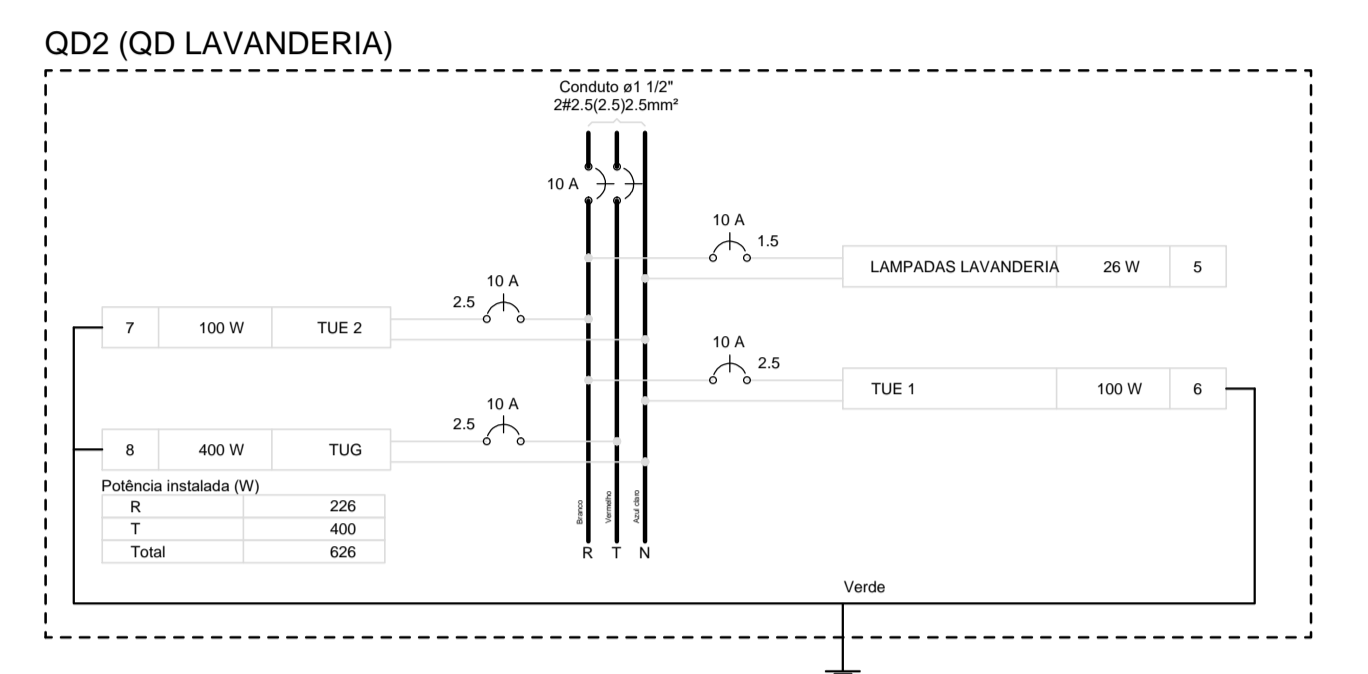 QD2 (QD LAVANDERIA)
Conduto ø1 1/2"
2#2.5(2.5)2.5mm²
10 A
10 A
1.5
LAMPADAS LAVANDERIA 26 W 5
10 A
2.5
7 100 W TUE 2
10 A
2.5
TUE 1 100 W 6
10 A
2.5
8 400 W TUG
Potência instalada (W)
R 226
T 400
Total 626
Branco
Vermelho
Azul claro
R T N
Verde